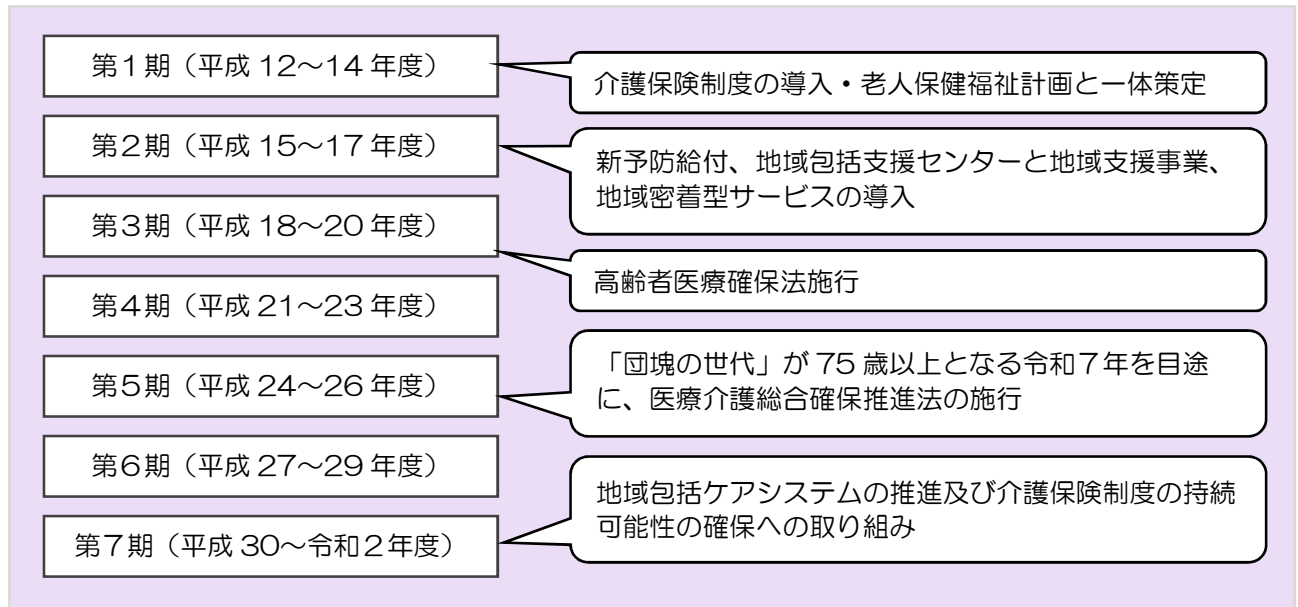 第1期（平成 12～14 年度）
介護保険制度の導入・老人保健福祉計画と一体策定
第2期（平成 15～17 年度）
新予防給付、地域包括支援センターと地域支援事業、
地域密着型サービスの導入
第3期（平成 18～20 年度）
高齢者医療確保法施行
第4期（平成 21～23 年度）
「団塊の世代」が 75 歳以上となる令和７年を目途
に、医療介護総合確保推進法の施行
第5期（平成 24～26 年度）
第6期（平成 27～29 年度）
地域包括ケアシステムの推進及び介護保険制度の持続
可能性の確保への取り組み
第７期（平成 30～令和２年度）